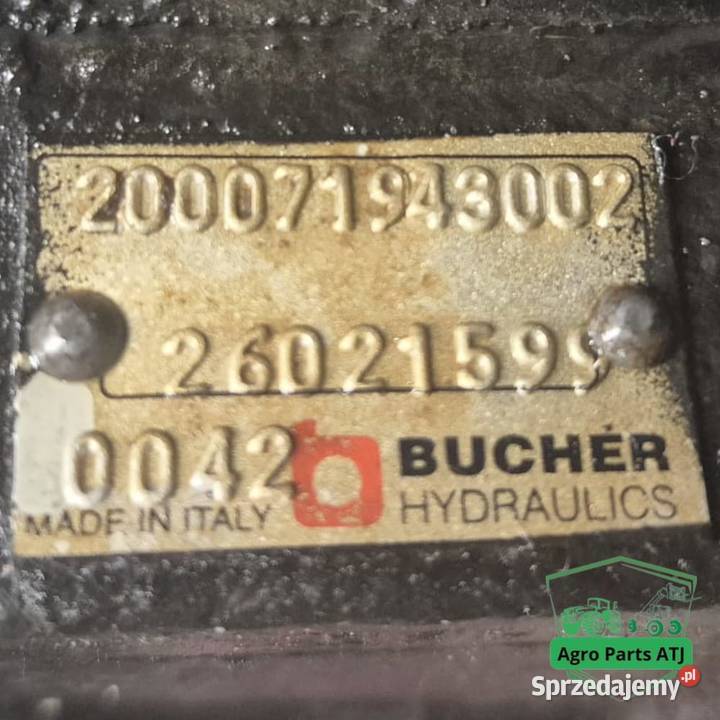 200071943002
26021599
0042
BUCHER
HYDRAULICS
MADE IN ITALY
Agro Parts ATJ
Sprzedajemy.pl